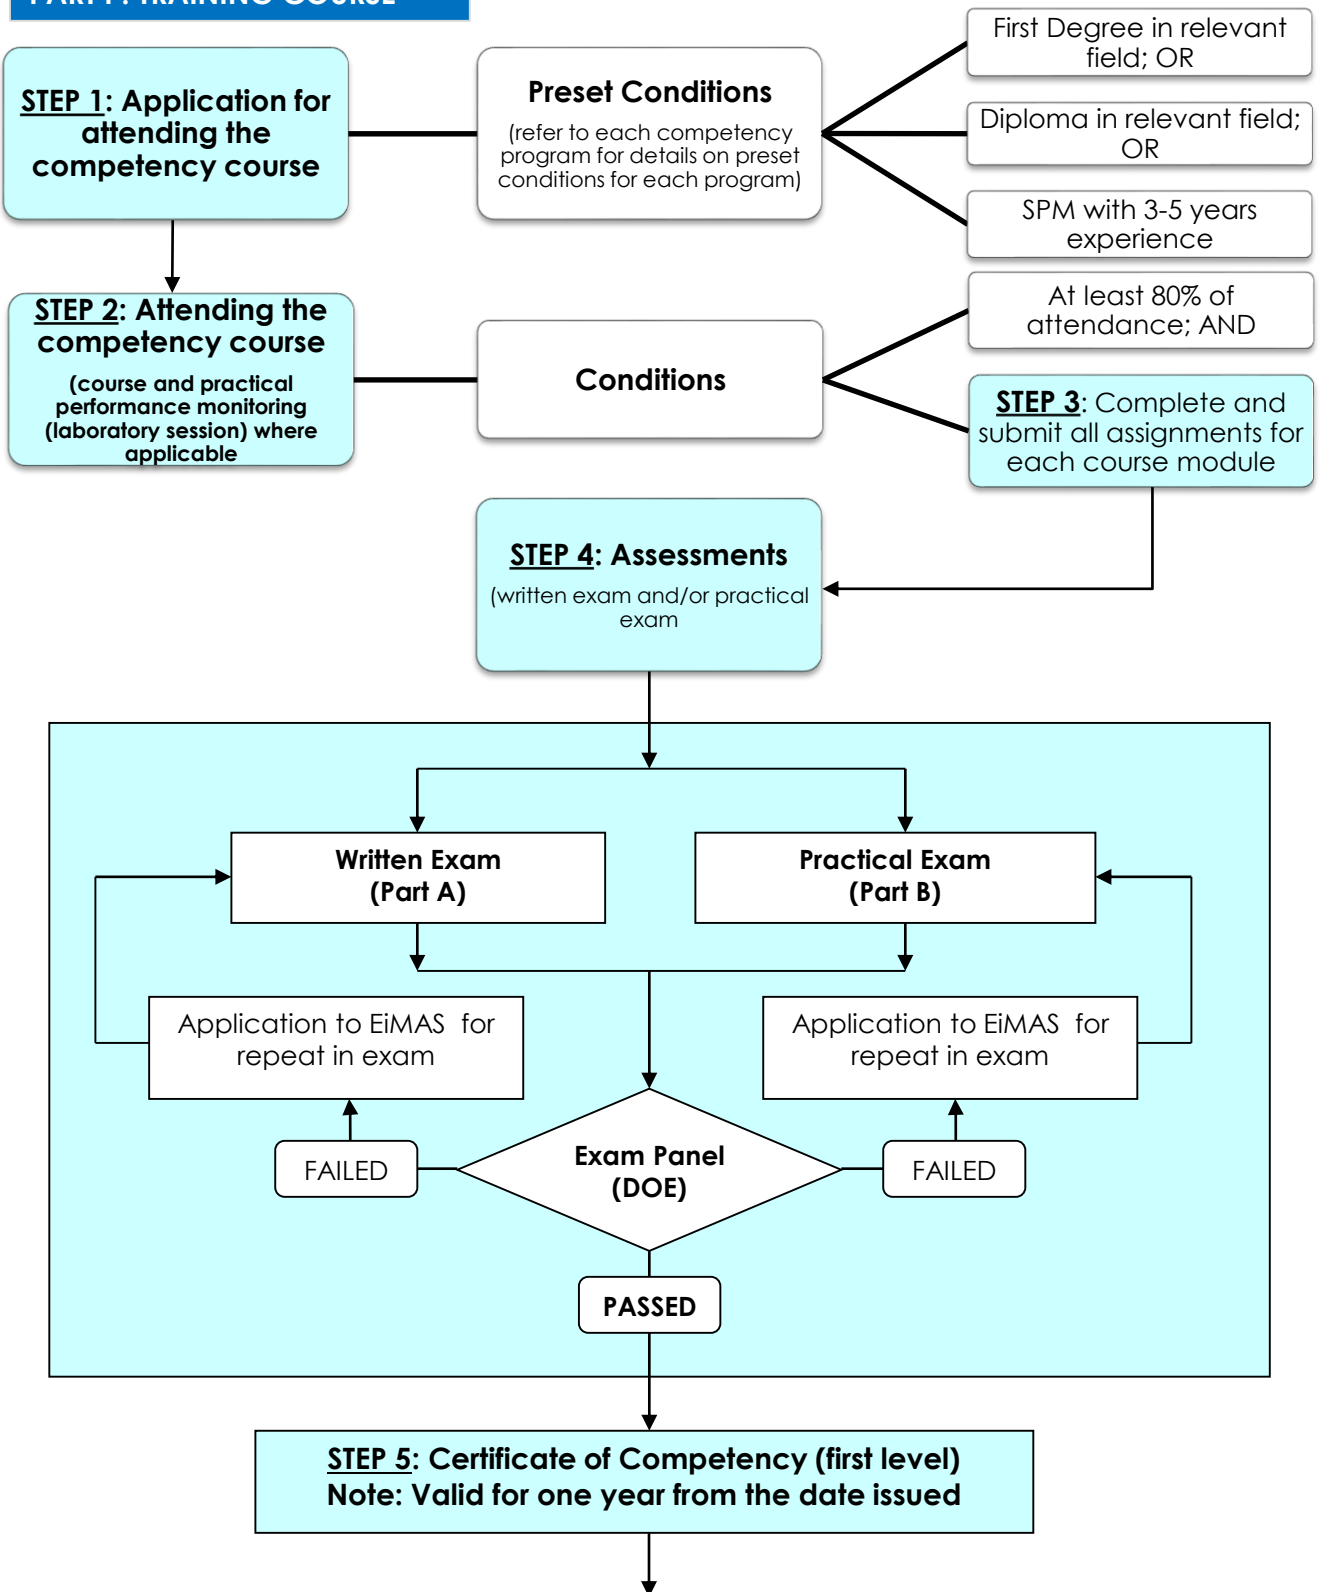 STEP 1: Application for
attending the
competency course
Preset Conditions
(refer to each competency
program for details on preset
conditions for each program)
First Degree in relevant
field; OR
Diploma in relevant field;
OR
SPM with 3-5 years
experience
STEP 2: Attending the
competency course
(course and practical
performance monitoring
(laboratory session) where
applicable
Conditions
At least 80% of
attendance; AND
STEP 3: Complete and
submit all assignments for
each course module
STEP 4: Assessments
(written exam and/or practical
exam
Written Exam
(Part A)
Practical Exam
(Part B)
Application to EiMAS for
repeat in exam
Application to EiMAS for
repeat in exam
FAILED
Exam Panel
(DOE)
FAILED
PASSED
STEP 5: Certificate of Competency (first level)
Note: Valid for one year from the date issued